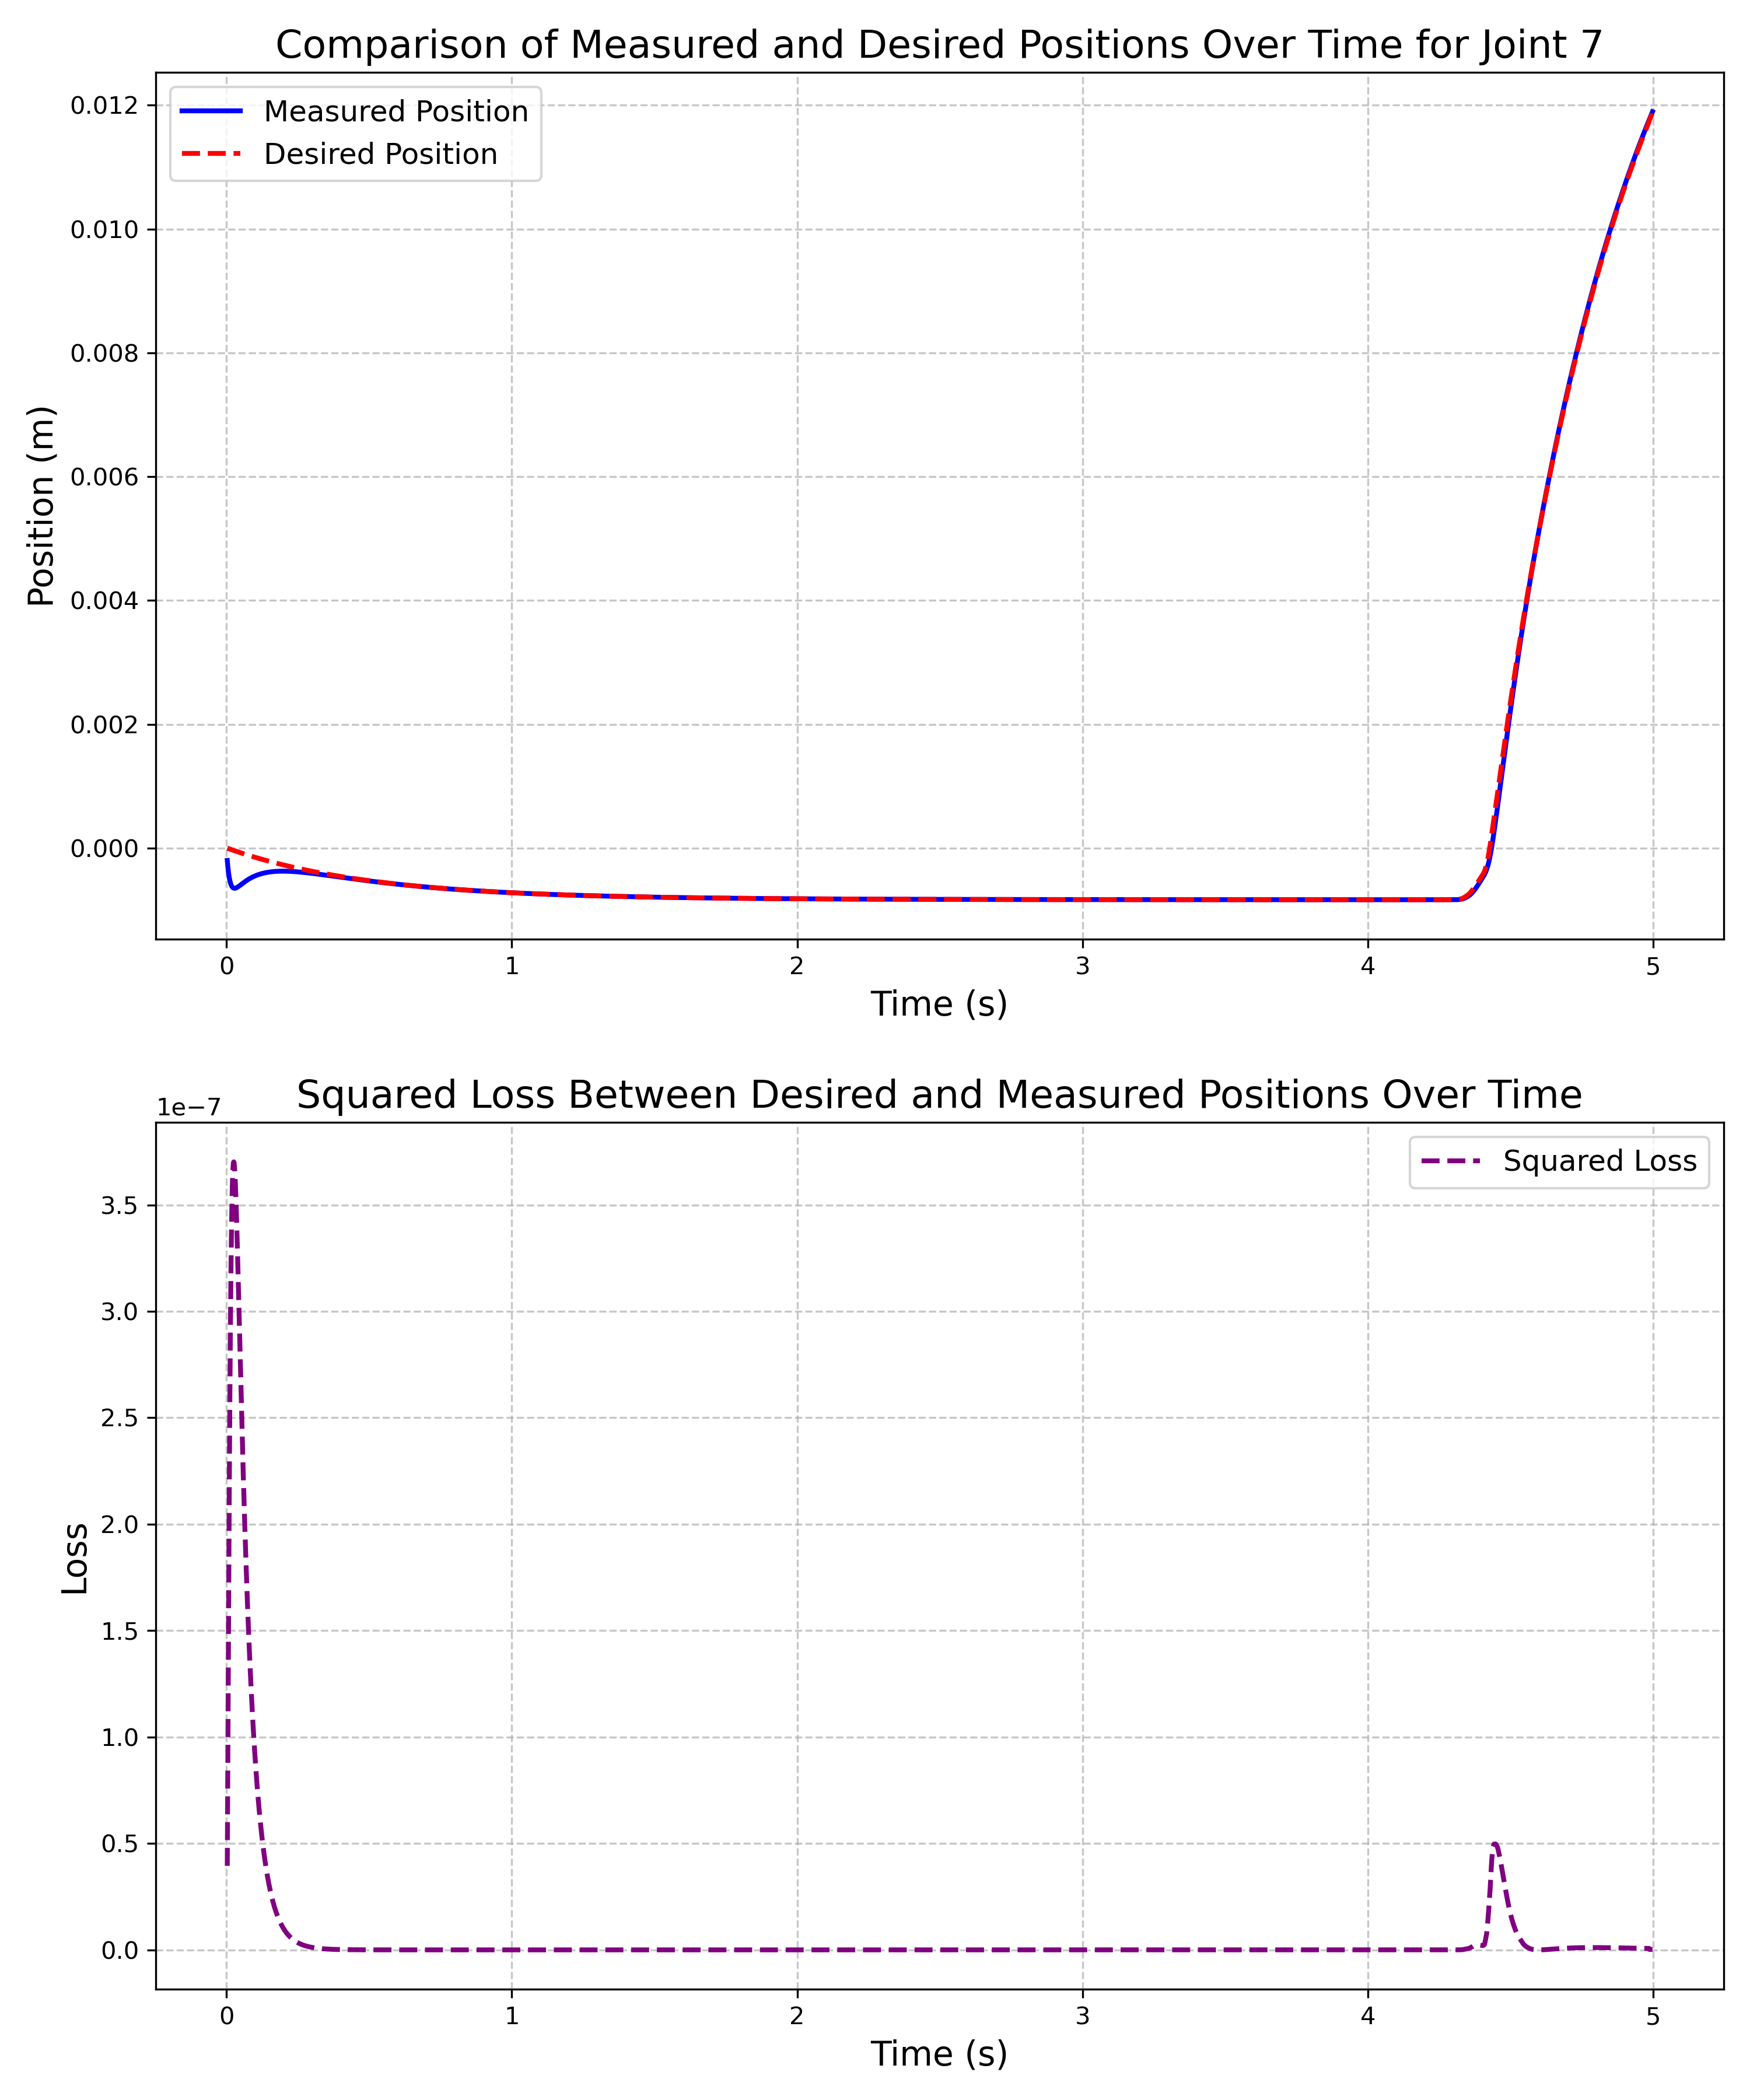 Comparison of Measured and Desired Positions Over Time for Joint 7
Measured Position
Desired Position
0.012
0.010
0.008
0.006
0.004
0.002
0.000
Position (m)
0
1
2
3
4
5
Time (s)
Squared Loss Between Desired and Measured Positions Over Time
1e−7
Squared Loss
3.5
3.0
2.5
2.0
1.5
1.0
0.5
0.0
Loss
0
1
2
3
4
5
Time (s)